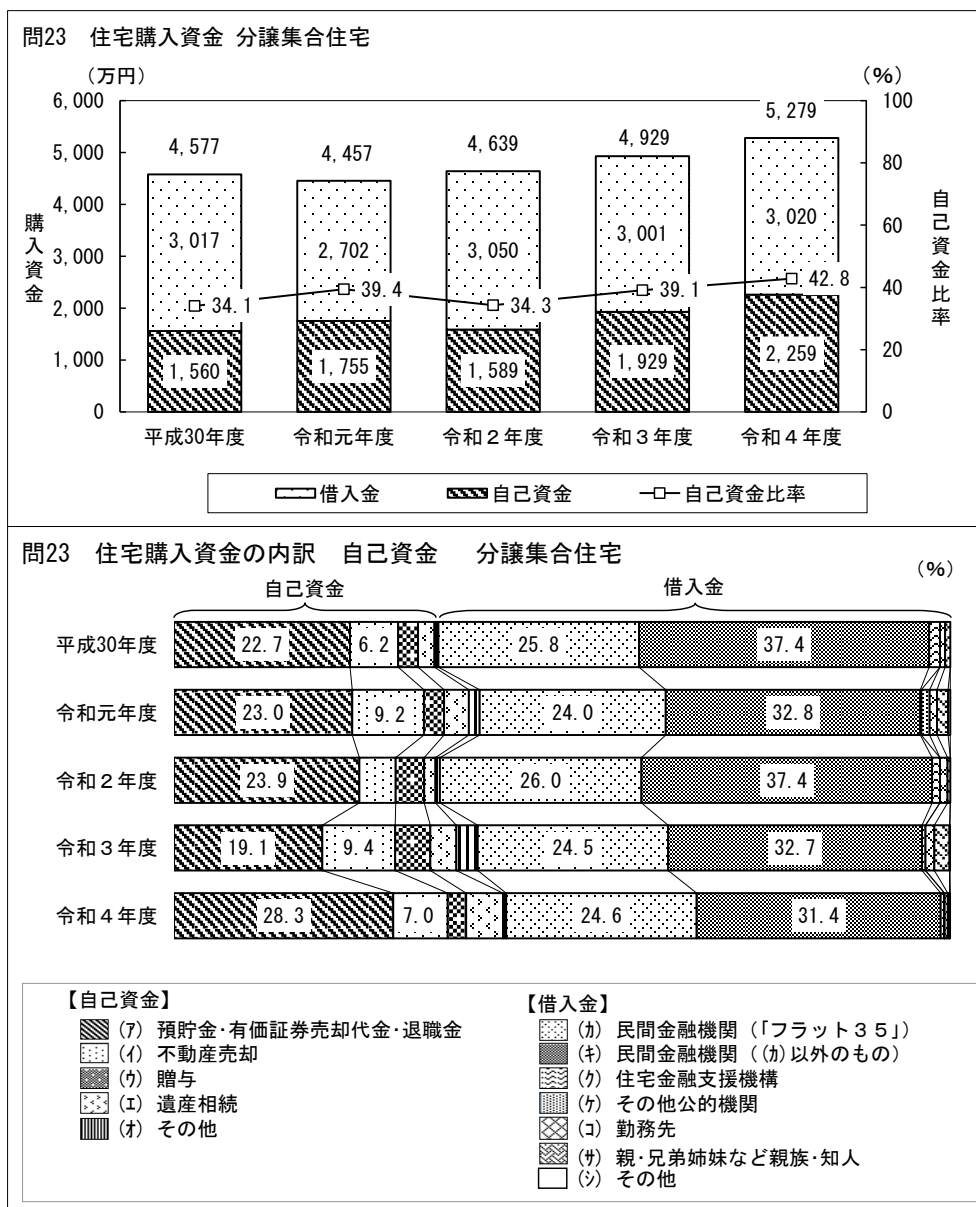 問23 住宅購入資金 分譲集合住宅
（万円）
（%）
6,000
5,000
4,000
3,000
2,000
1,000
0
100
80
60
40
20
0
購入資金
自己資金比率
4,577
4,457
4,639
4,929
5,279
3,017
2,702
3,050
3,001
3,020
34.1
39.4
34.3
39.1
42.8
1,560
1,755
1,589
1,929
2,259
平成30年度
令和元年度
令和２年度
令和３年度
令和４年度
借入金
自己資金
自己資金比率
問23 住宅購入資金の内訳 自己資金 分譲集合住宅
（%）
自己資金
借入金
平成30年度 22.7 6.2 25.8 37.4
令和元年度 23.0 9.2 24.0 32.8
令和２年度 23.9 26.0 37.4
令和３年度 19.1 9.4 24.5 32.7
令和４年度 28.3 7.0 24.6 31.4
【自己資金】
(ｱ) 預貯金･有価証券売却代金･退職金
(ｲ) 不動産売却
(ｳ) 贈与
(ｴ) 遺産相続
(ｵ) その他
【借入金】
(ｶ) 民間金融機関（｢フラット３５｣）
(ｷ) 民間金融機関（(ｶ)以外のもの）
(ｸ) 住宅金融支援機構
(ｹ) その他公的機関
(ｺ) 勤務先
(ｻ) 親･兄弟姉妹など親族･知人
(ｼ) その他